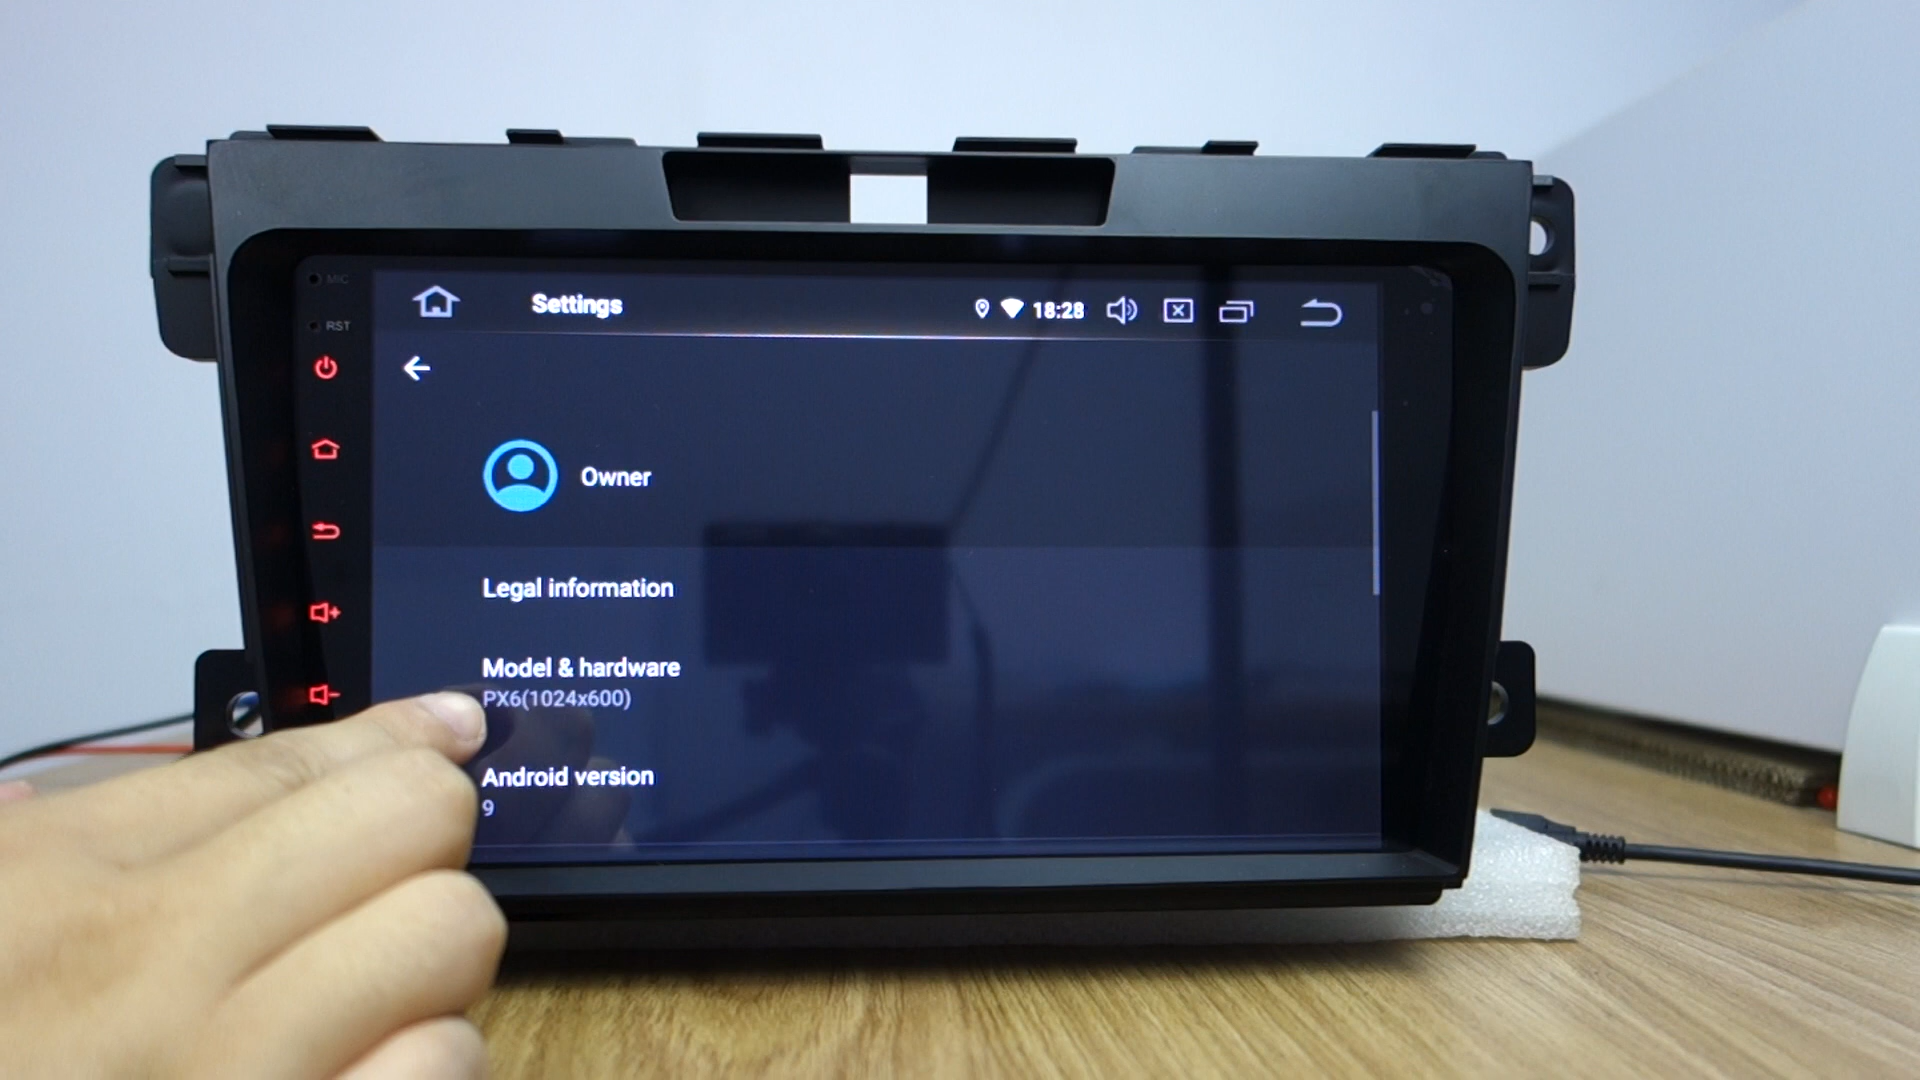 MIC
RST
Settings
18:28
Owner
Legal information
Model & hardware
PX6(1024x600)
Android version
9